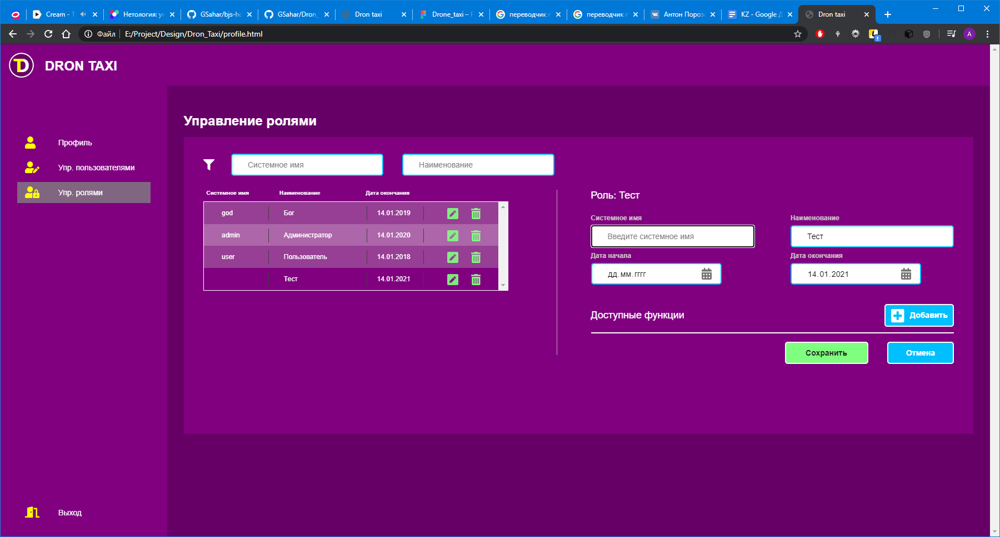 Cream - T
Нетология: ун
GSahar/bjs-ho
GSahar/Dron_
Dron taxi
Drone_taxi – F
переводчик г
переводчик г
Антон Порозо
KZ - Google Д
Dron taxi
Файл E:/Project/Design/Dron_Taxi/profile.html
A
TD DRON TAXI
Профиль
Упр. пользователями
Упр. ролями
Выход
Управление ролями
Системное имя
Наименование
Системное имя Наименование Дата окончания
god Бог 14.01.2019
admin Администратор 14.01.2020
user Пользователь 14.01.2018
Тест 14.01.2021
Роль: Тест
Системное имя Наименование
Введите системное имя Тест
Дата начала Дата окончания
дд.мм.гггг 14.01.2021
Доступные функции Добавить
Сохранить Отмена